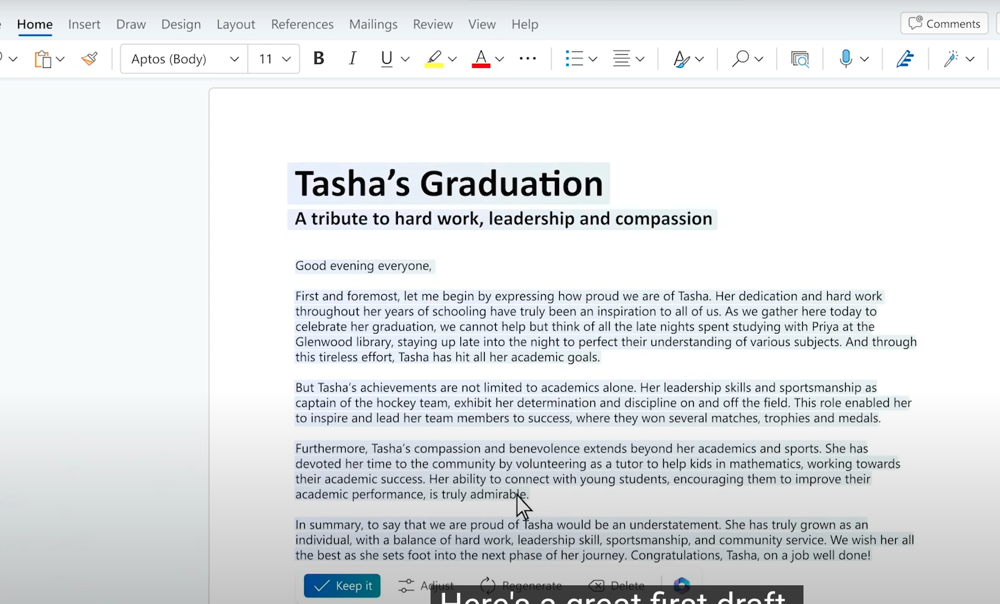 Home Insert Draw Design Layout References Mailings Review View Help Comments
Aptos (Body) 11 B I U A
Tasha’s Graduation
A tribute to hard work, leadership and compassion
Good evening everyone,
First and foremost, let me begin by expressing how proud we are of Tasha. Her dedication and hard work
throughout her years of schooling have truly been an inspiration to all of us. As we gather here today to
celebrate her graduation, we cannot help but think of all the late nights spent studying with Priya at the
Glenwood library, staying up late into the night to perfect their understanding of various subjects. And through
this tireless effort, Tasha has hit all her academic goals.
But Tasha’s achievements are not limited to academics alone. Her leadership skills and sportsmanship as
captain of the hockey team, exhibit her determination and discipline on and off the field. This role enabled her
to inspire and lead her team members to success, where they won several matches, trophies and medals.
Furthermore, Tasha’s compassion and benevolence extends beyond her academics and sports. She has
devoted her time to the community by volunteering as a tutor to help kids in mathematics, working towards
their academic success. Her ability to connect with young students, encouraging them to improve their
academic performance, is truly admirable.
In summary, to say that we are proud of Tasha would be an understatement. She has truly grown as an
individual, with a balance of hard work, leadership skill, sportsmanship, and community service. We wish her all
the best as she sets foot into the next phase of her journey. Congratulations, Tasha, on a job well done!
Keep it Adjust Regenerate Delete
Here's a great first draft